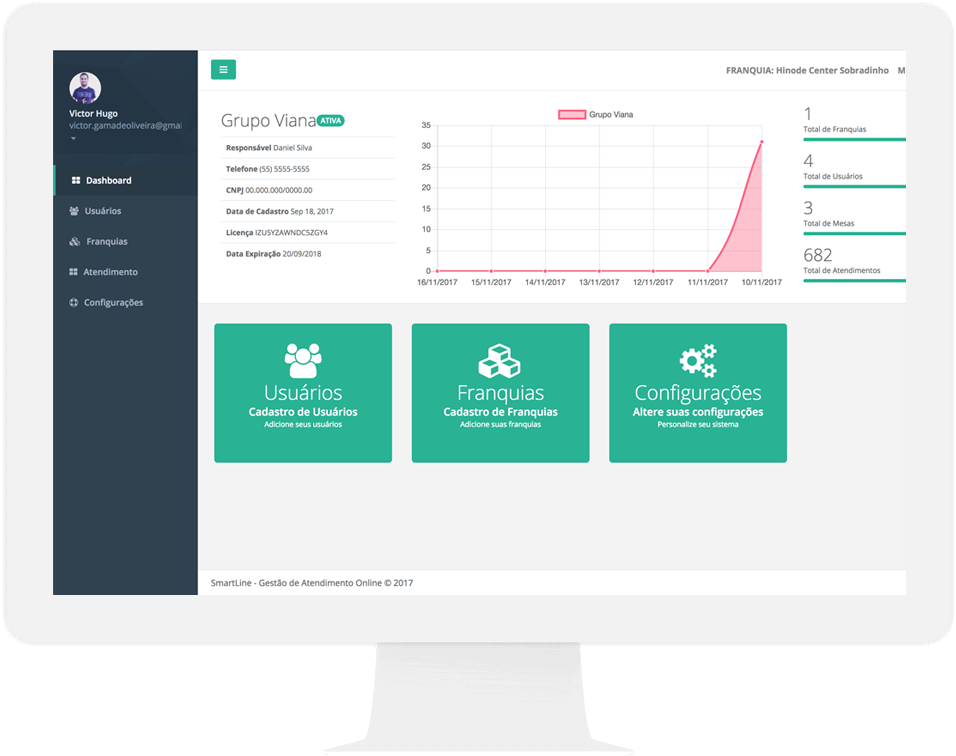 Victor Hugo
victor.gamadeoliveira@gmai
Dashboard
Usuários
Franquias
Atendimento
Configurações
FRANQUIA: Hinode Center Sobradinho M
Grupo Viana ATIVA
Responsável Daniel Silva
Telefone (55) 5555-5555
CNPJ 00.000.000/0000.00
Data de Cadastro Sep 18, 2017
Licença IZU5YZAWNDC5ZGY4
Data Expiração 20/09/2018
Grupo Viana
35
30
25
20
15
10
5
0
16/11/2017 15/11/2017 14/11/2017 13/11/2017 12/11/2017 11/11/2017 10/11/2017
1
Total de Franquias
4
Total de Usuários
3
Total de Mesas
682
Total de Atendimentos
Usuários
Cadastro de Usuários
Adicione seus usuários
Franquias
Cadastro de Franquias
Adicione suas franquias
Configurações
Altere suas configurações
Personalize seu sistema
SmartLine - Gestão de Atendimento Online © 2017